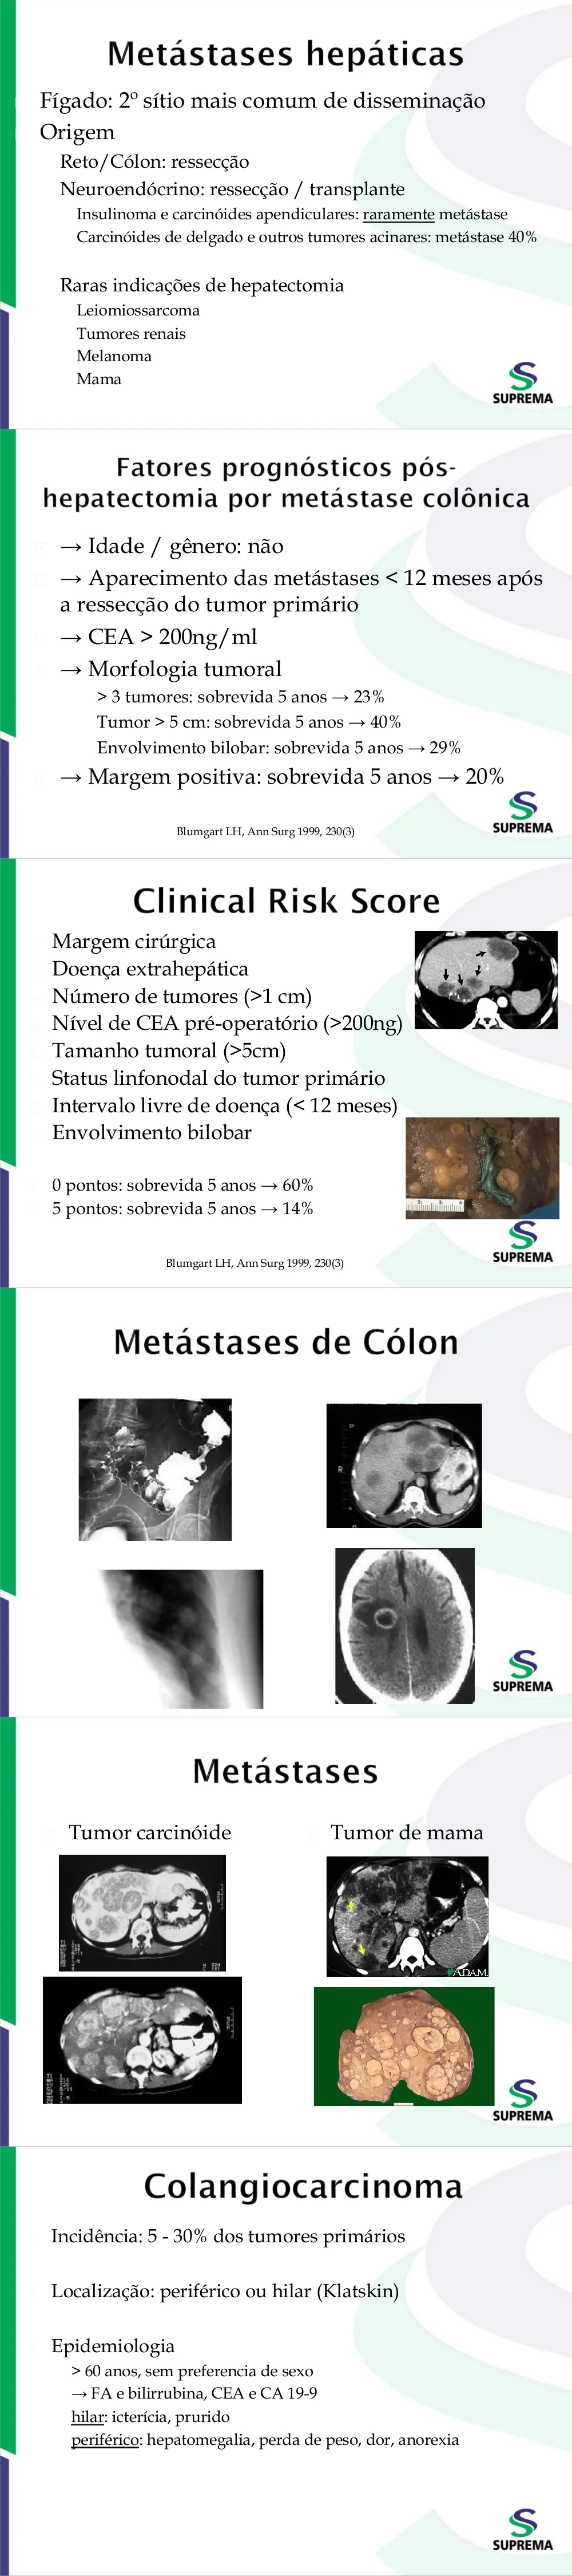 Metástases hepáticas
Fígado: 2º sítio mais comum de disseminação
Origem
Reto/Cólon: ressecção
Neuroendócrino: ressecção / transplante
Insulinoma e carcinóides apendiculares: raramente metástase
Carcinóides de delgado e outros tumores acinares: metástase 40%
Raras indicações de hepatectomia
Leiomiossarcoma
Tumores renais
Melanoma
Mama
SUPREMA
Fatores prognósticos pós-
hepatectomia por metástase colônica
→ Idade / gênero: não
→ Aparecimento das metástases < 12 meses após
a ressecção do tumor primário
→ CEA > 200ng/ml
→ Morfologia tumoral
> 3 tumores: sobrevida 5 anos → 23%
Tumor > 5 cm: sobrevida 5 anos → 40%
Envolvimento bilobar: sobrevida 5 anos → 29%
→ Margem positiva: sobrevida 5 anos → 20%
Blumgart LH, Ann Surg 1999, 230(3)
SUPREMA
Clinical Risk Score
Margem cirúrgica
Doença extrahepática
Número de tumores (>1 cm)
Nível de CEA pré-operatório (>200ng)
Tamanho tumoral (>5cm)
Status linfonodal do tumor primário
Intervalo livre de doença (< 12 meses)
Envolvimento bilobar
0 pontos: sobrevida 5 anos → 60%
5 pontos: sobrevida 5 anos → 14%
Blumgart LH, Ann Surg 1999, 230(3)
SUPREMA
Metástases de Cólon
SUPREMA
Metástases
Tumor carcinóide
Tumor de mama
ADAM
SUPREMA
Colangiocarcinoma
Incidência: 5 - 30% dos tumores primários
Localização: periférico ou hilar (Klatskin)
Epidemiologia
> 60 anos, sem preferencia de sexo
→ FA e bilirrubina, CEA e CA 19-9
hilar: icterícia, prurido
periférico: hepatomegalia, perda de peso, dor, anorexia
SUPREMA